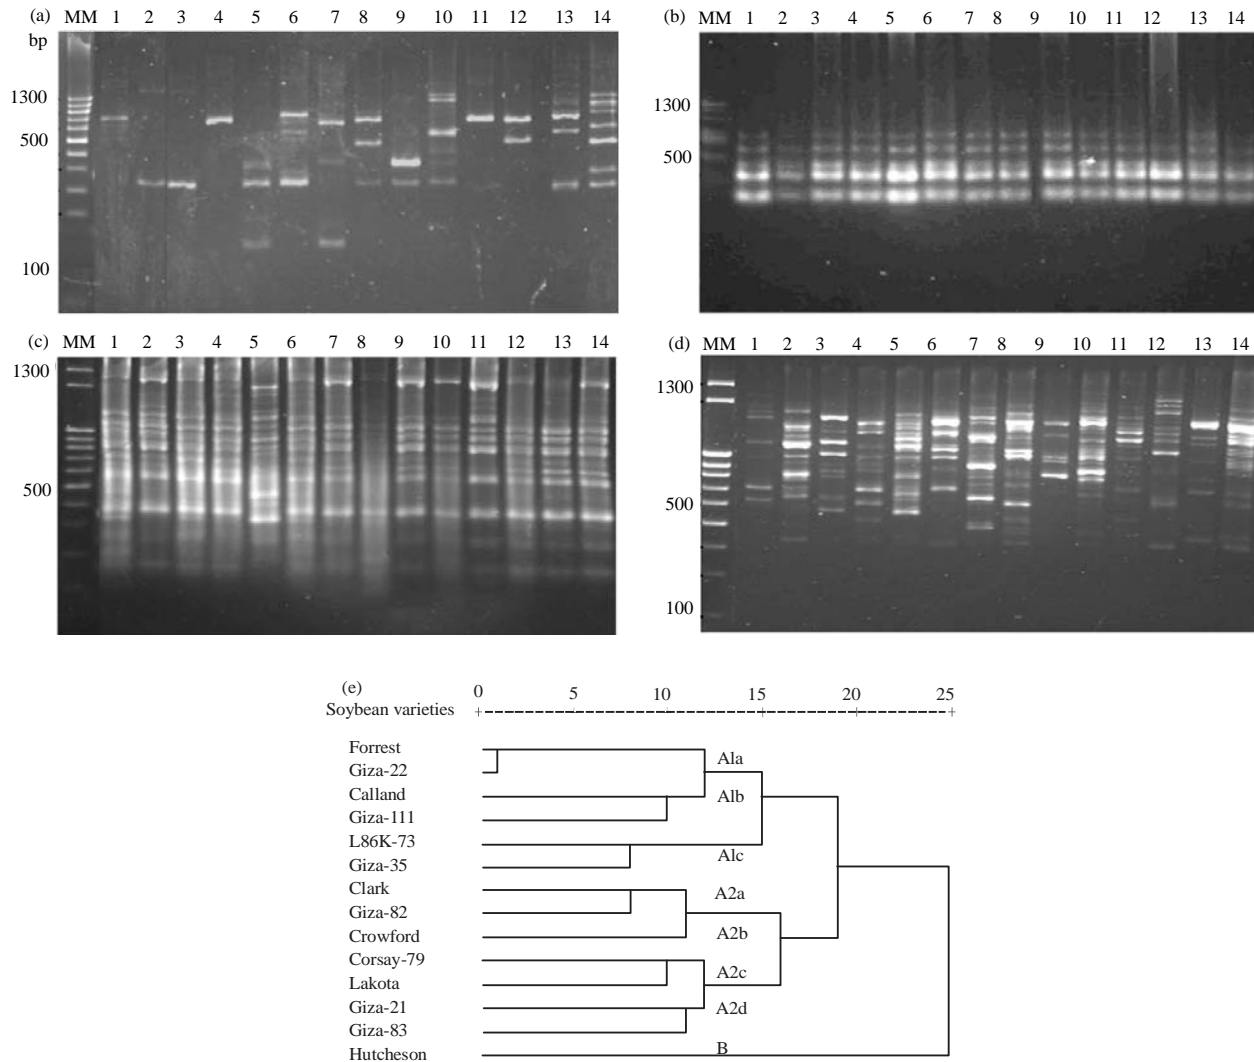 (a) MM 1 2 3 4 5 6 7 8 9 10 11 12 13 14
bp
1300
500
100
(b) MM 1 2 3 4 5 6 7 8 9 10 11 12 13 14
1300
500
(c) MM 1 2 3 4 5 6 7 8 9 10 11 12 13 14
1300
500
(d) MM 1 2 3 4 5 6 7 8 9 10 11 12 13 14
1300
500
100
(e) 0 5 10 15 20 25
Soybean varieties
Forrest
Ala
Giza-22
Calland
Alb
Giza-111
L86K-73
Alc
Giza-35
Clark
A2a
Giza-82
Crowford
A2b
Corsay-79
A2c
Lakota
Giza-21
A2d
Giza-83
Hutcheson
B